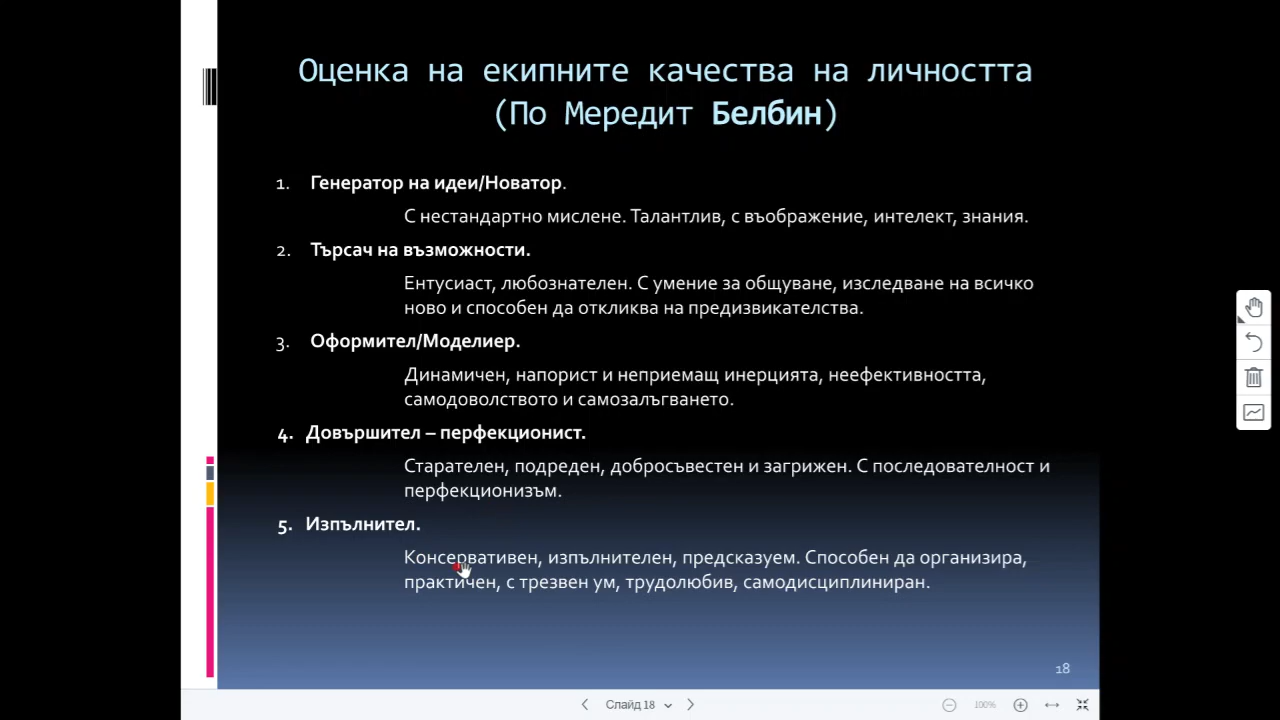 Оценка на екипните качества на личността
(По Мередит Белбин)
1. Генератор на идеи/Новатор.
С нестандартно мислене. Талантлив, с въображение, интелект, знания.
2. Търсач на възможности.
Ентусиаст, любознателен. С умение за общуване, изследване на всичко
ново и способен да откликва на предизвикателства.
3. Оформител/Моделиер.
Динамичен, напорист и неприемащ инерцията, неефективността,
самодоволството и самозалъгването.
4. Довършител – перфекционист.
Старателен, подреден, добросъвестен и загрижен. С последователност и
перфекционизъм.
5. Изпълнител.
Консервативен, изпълнителен, предсказуем. Способен да организира,
практичен, с трезвен ум, трудолюбив, самодисциплиниран.
18
Слайд 18
100%